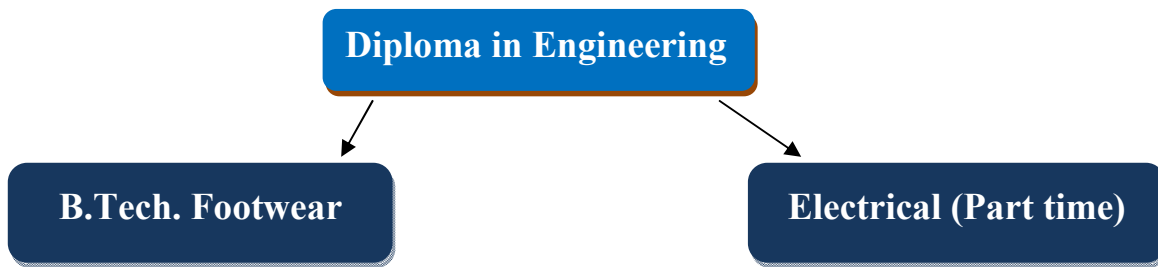 Diploma in Engineering
B.Tech. Footwear
Electrical (Part time)